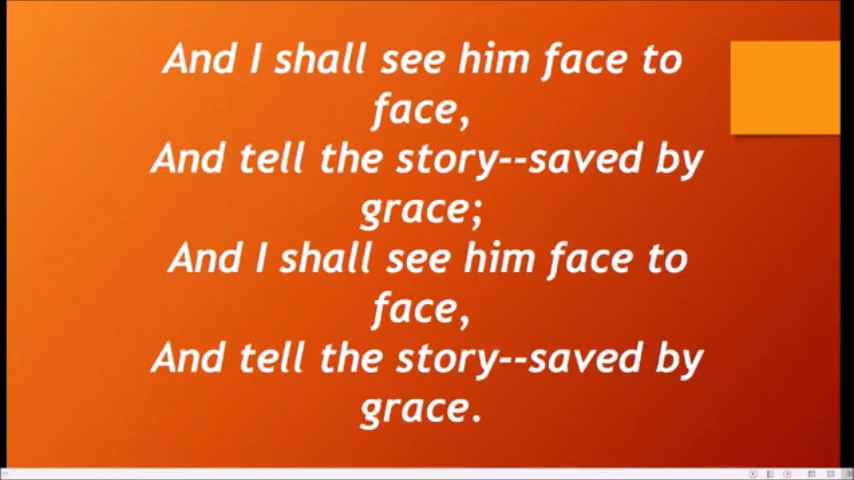 And I shall see him face to
face,
And tell the story--saved by
grace;
And I shall see him face to
face,
And tell the story--saved by
grace.